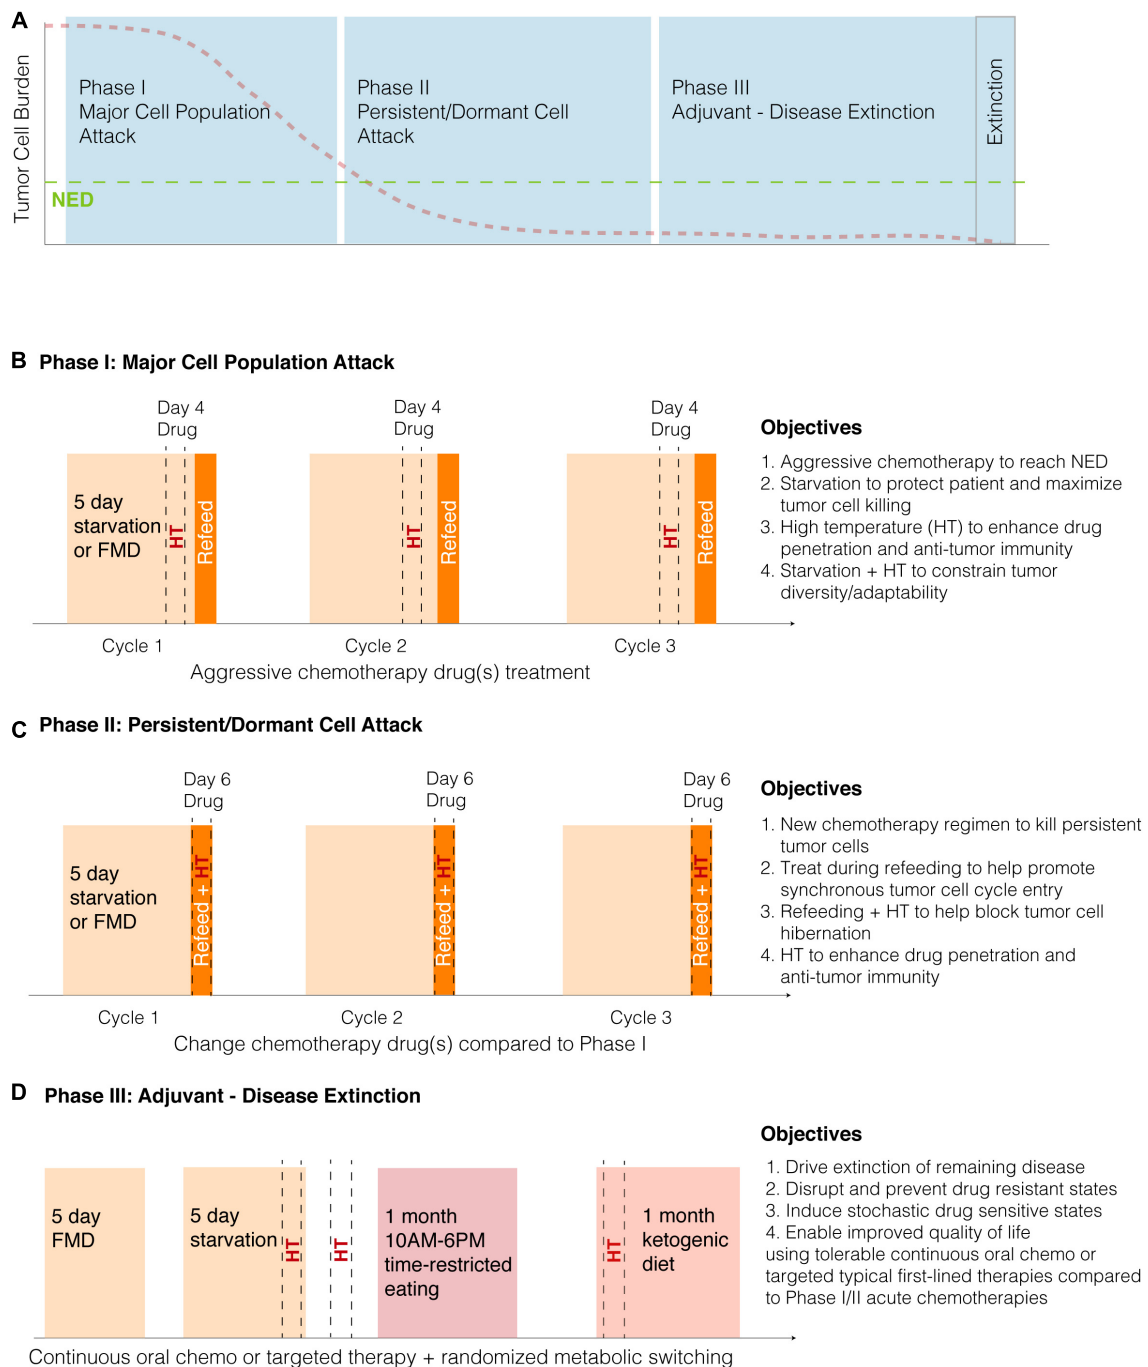 A
Tumor Cell Burden
Phase I
Major Cell Population
Attack
Phase II
Persistent/Dormant Cell
Attack
Phase III
Adjuvant - Disease Extinction
Extinction
NED
B Phase I: Major Cell Population Attack
Day 4
Drug
Day 4
Drug
Day 4
Drug
5 day
starvation
or FMD
HT
Refeed
HT
Refeed
HT
Refeed
Cycle 1
Cycle 2
Cycle 3
Aggressive chemotherapy drug(s) treatment
Objectives
1. Aggressive chemotherapy to reach NED
2. Starvation to protect patient and maximize
tumor cell killing
3. High temperature (HT) to enhance drug
penetration and anti-tumor immunity
4. Starvation + HT to constrain tumor
diversity/adaptability
C Phase II: Persistent/Dormant Cell Attack
Day 6
Drug
Day 6
Drug
Day 6
Drug
5 day
starvation
or FMD
Refeed + HT
Refeed + HT
Refeed + HT
Cycle 1
Cycle 2
Cycle 3
Change chemotherapy drug(s) compared to Phase I
Objectives
1. New chemotherapy regimen to kill persistent
tumor cells
2. Treat during refeeding to help promote
synchronous tumor cell cycle entry
3. Refeeding + HT to help block tumor cell
hibernation
4. HT to enhance drug penetration and
anti-tumor immunity
D Phase III: Adjuvant - Disease Extinction
5 day
FMD
5 day
starvation
HT
HT
1 month
10AM-6PM
time-restricted
eating
HT
1 month
ketogenic
diet
Continuous oral chemo or targeted therapy + randomized metabolic switching
Objectives
1. Drive extinction of remaining disease
2. Disrupt and prevent drug resistant states
3. Induce stochastic drug sensitive states
4. Enable improved quality of life
using tolerable continuous oral chemo or
targeted typical first-lined therapies compared
to Phase I/II acute chemotherapies